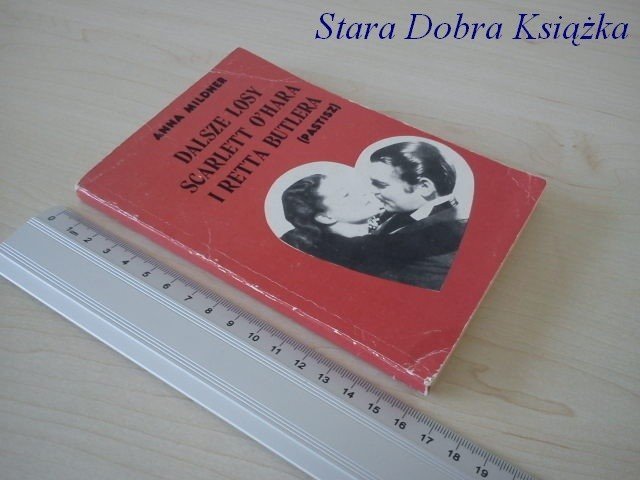 Stara Dobra Książka
ANNA MILDNER
DALSZE LOSY
SCARLETT O'HARA
I RETTA BUTLERA
(PASTISZ)
0 1m 2 3 4 5 6 7 8 9 10 11 12 13 14 15 16 17 18 19